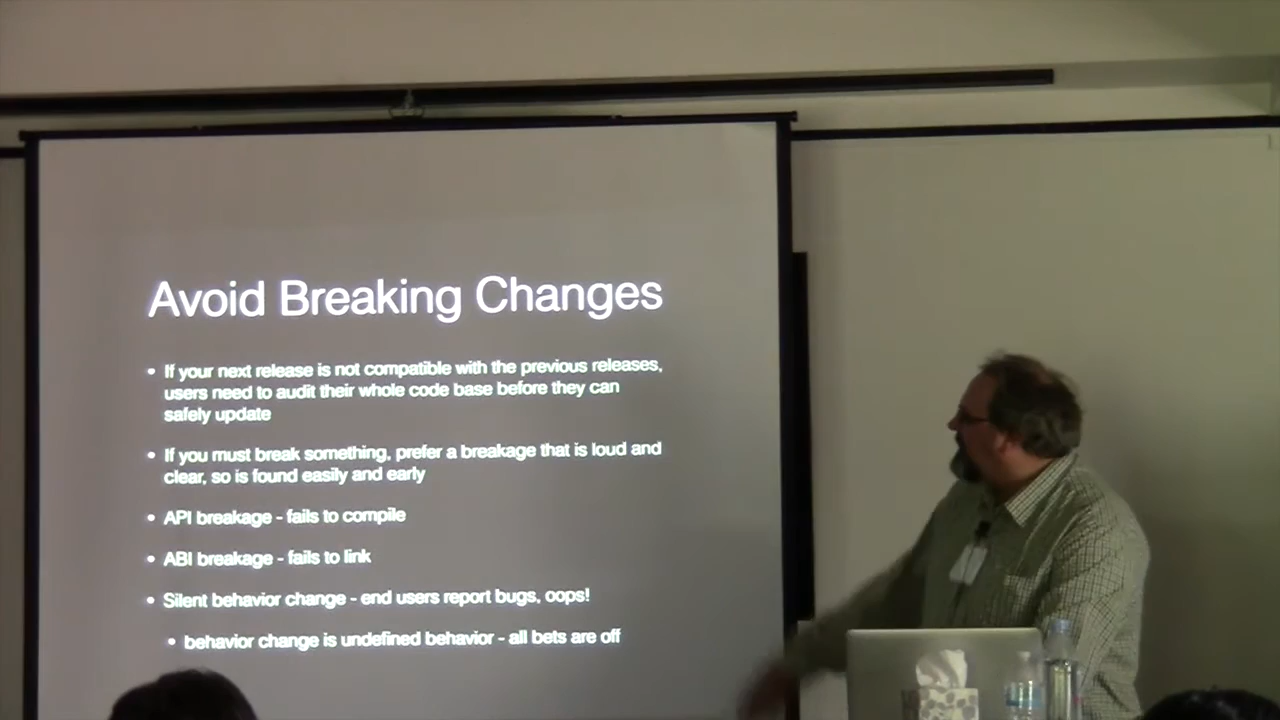 Avoid Breaking Changes
• If your next release is not compatible with the previous releases,
users need to audit their whole code base before they can
safely update
• If you must break something, prefer a breakage that is loud and
clear, so is found easily and early
• API breakage - fails to compile
• ABI breakage - fails to link
• Silent behavior change - end users report bugs, oops!
• behavior change is undefined behavior - all bets are off